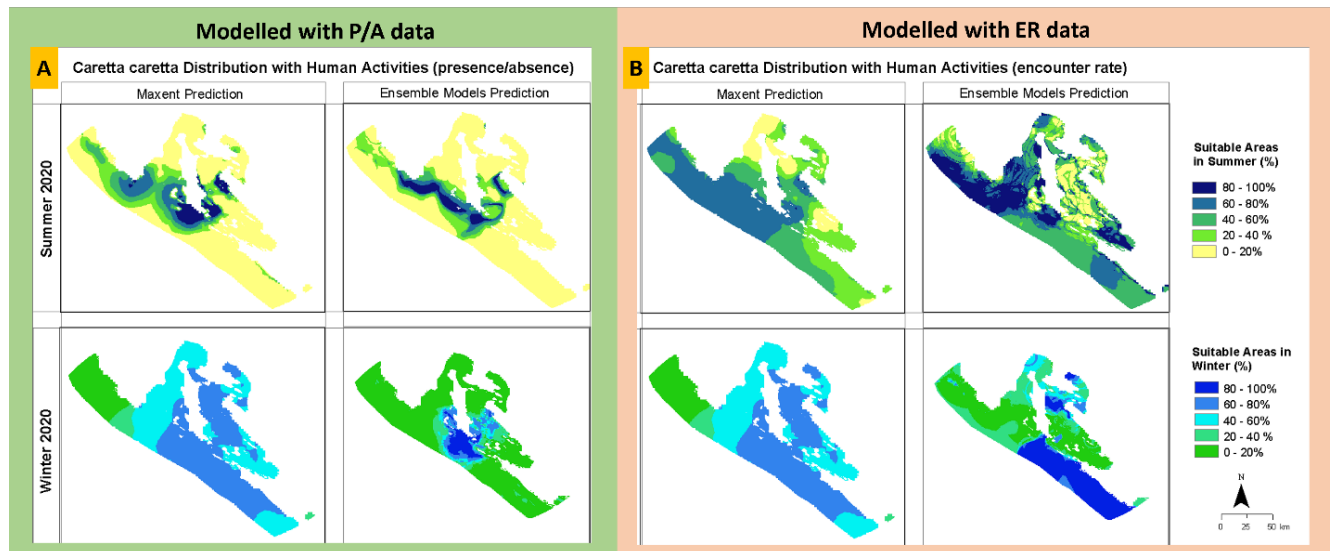 Modelled with P/A data
Modelled with ER data
A
Caretta caretta Distribution with Human Activities (presence/absence)
Maxent Prediction
Ensemble Models Prediction
Summer 2020
Winter 2020
B
Caretta caretta Distribution with Human Activities (encounter rate)
Maxent Prediction
Ensemble Models Prediction
Suitable Areas
in Summer (%)
80 - 100%
60 - 80%
40 - 60%
20 - 40 %
0 - 20%
Suitable Areas in
Winter (%)
80 - 100%
60 - 80%
40 - 60%
20 - 40 %
0 - 20%
N
0 25 50 km